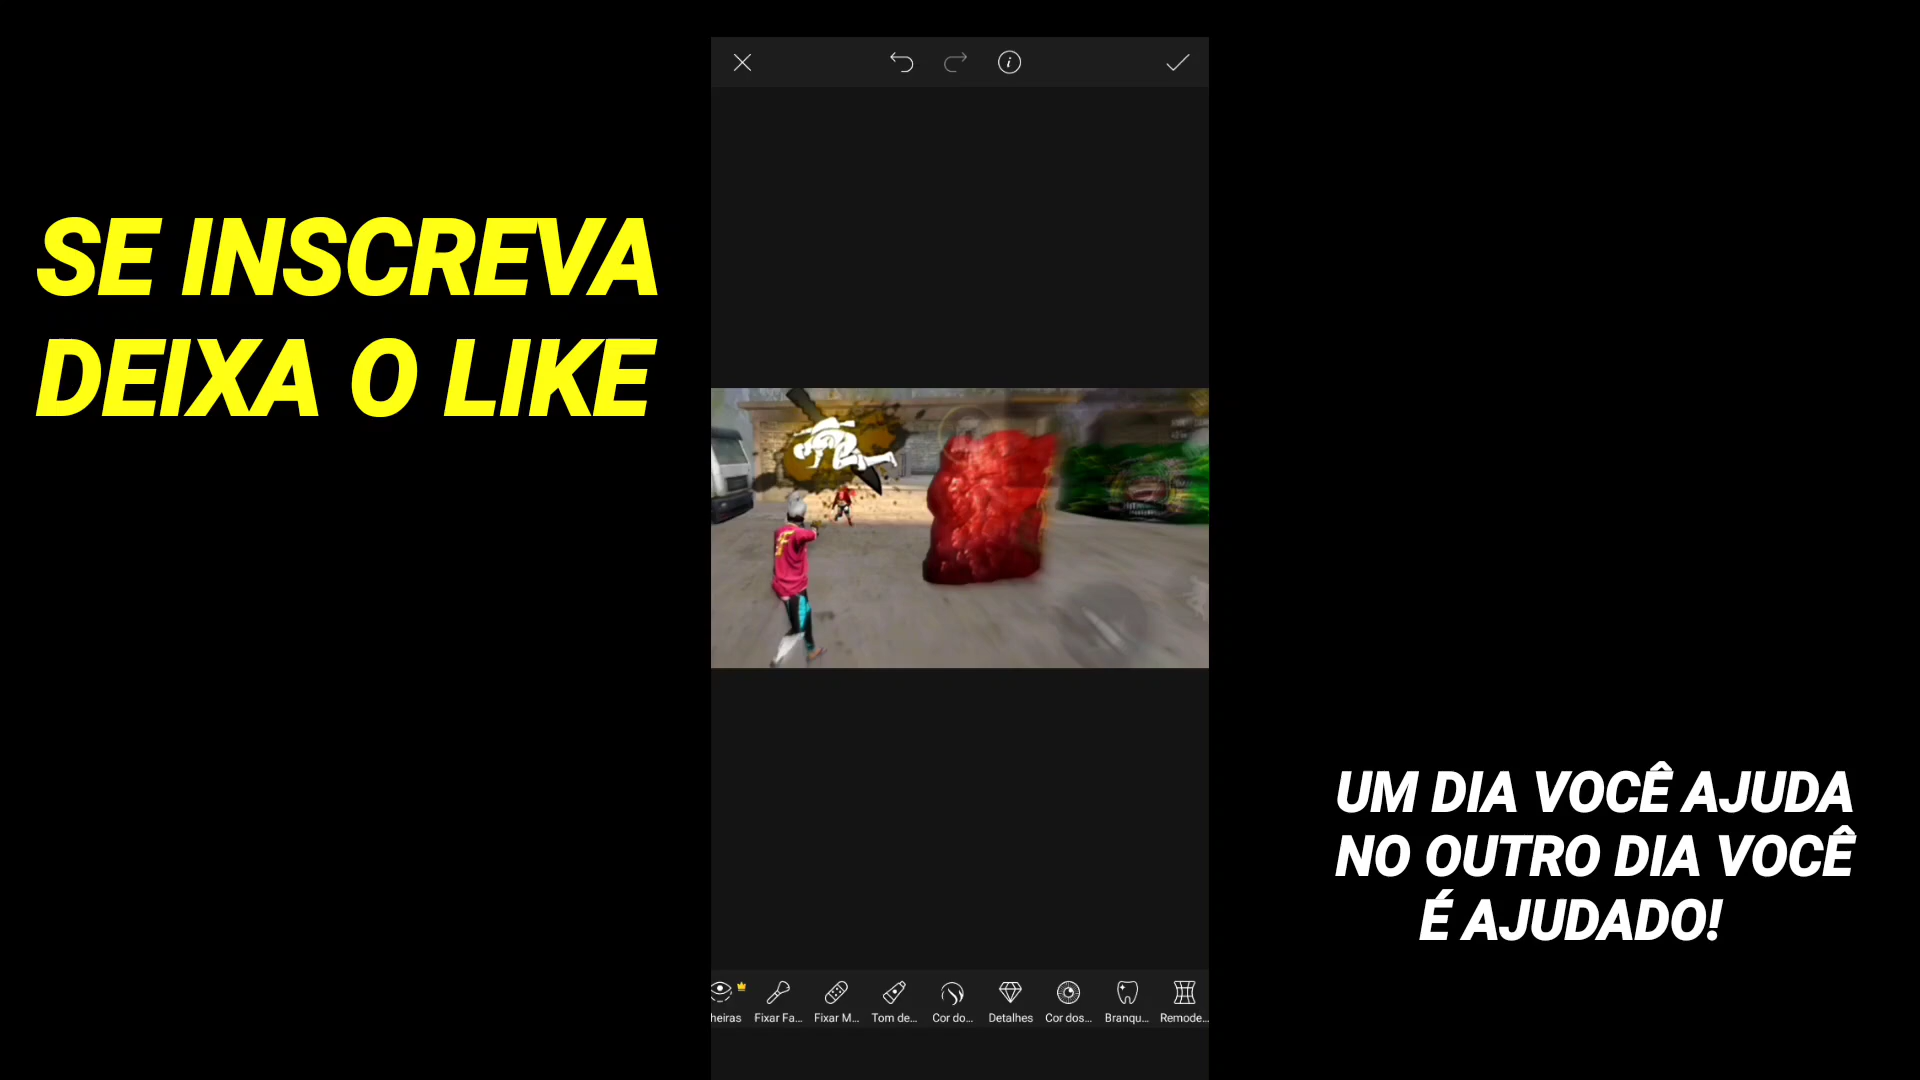 SE INSCREVA
DEIXA O LIKE
UM DIA VOCÊ AJUDA
NO OUTRO DIA VOCÊ
É AJUDADO!
heiras Fixar Fa... Fixar M... Tom de... Cor do... Detalhes Cor dos... Branqu... Remode...